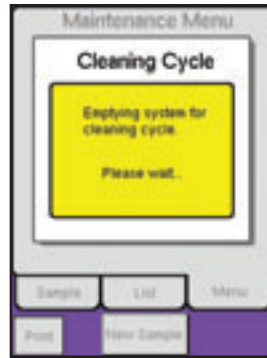 Maintenance Menu
Cleaning Cycle
Emptying system for
cleaning cycle.
Please wait..
Sample
List
Menu
Print
New Sample